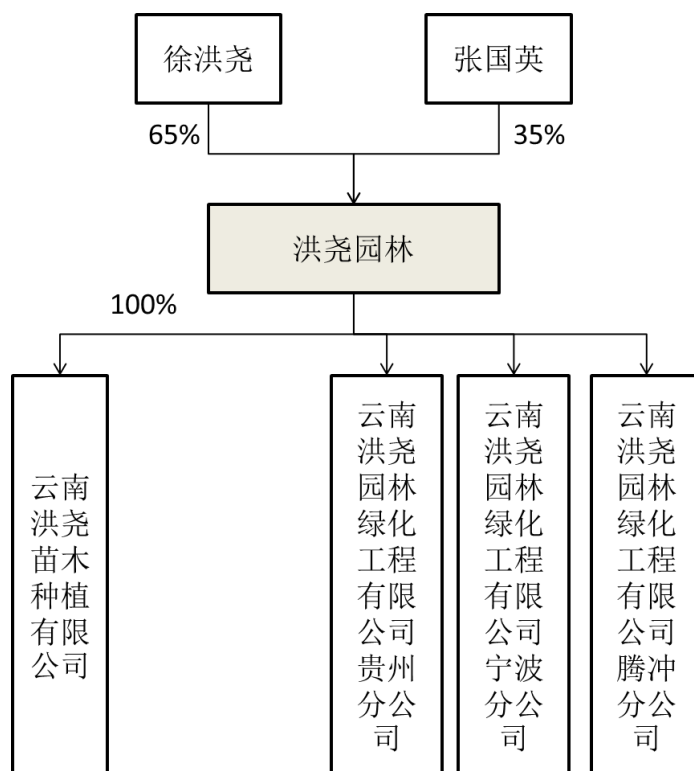 徐洪尧
张国英
65%
35%
洪尧园林
100%
云南
洪尧
苗木
种植
有限
公司
云南
洪尧
园林
绿化
工程
有限
公司
贵州
分公
司
云南
洪尧
园林
绿化
工程
有限
公司
宁波
分公
司
云南
洪尧
园林
绿化
工程
有限
公司
腾冲
分公
司